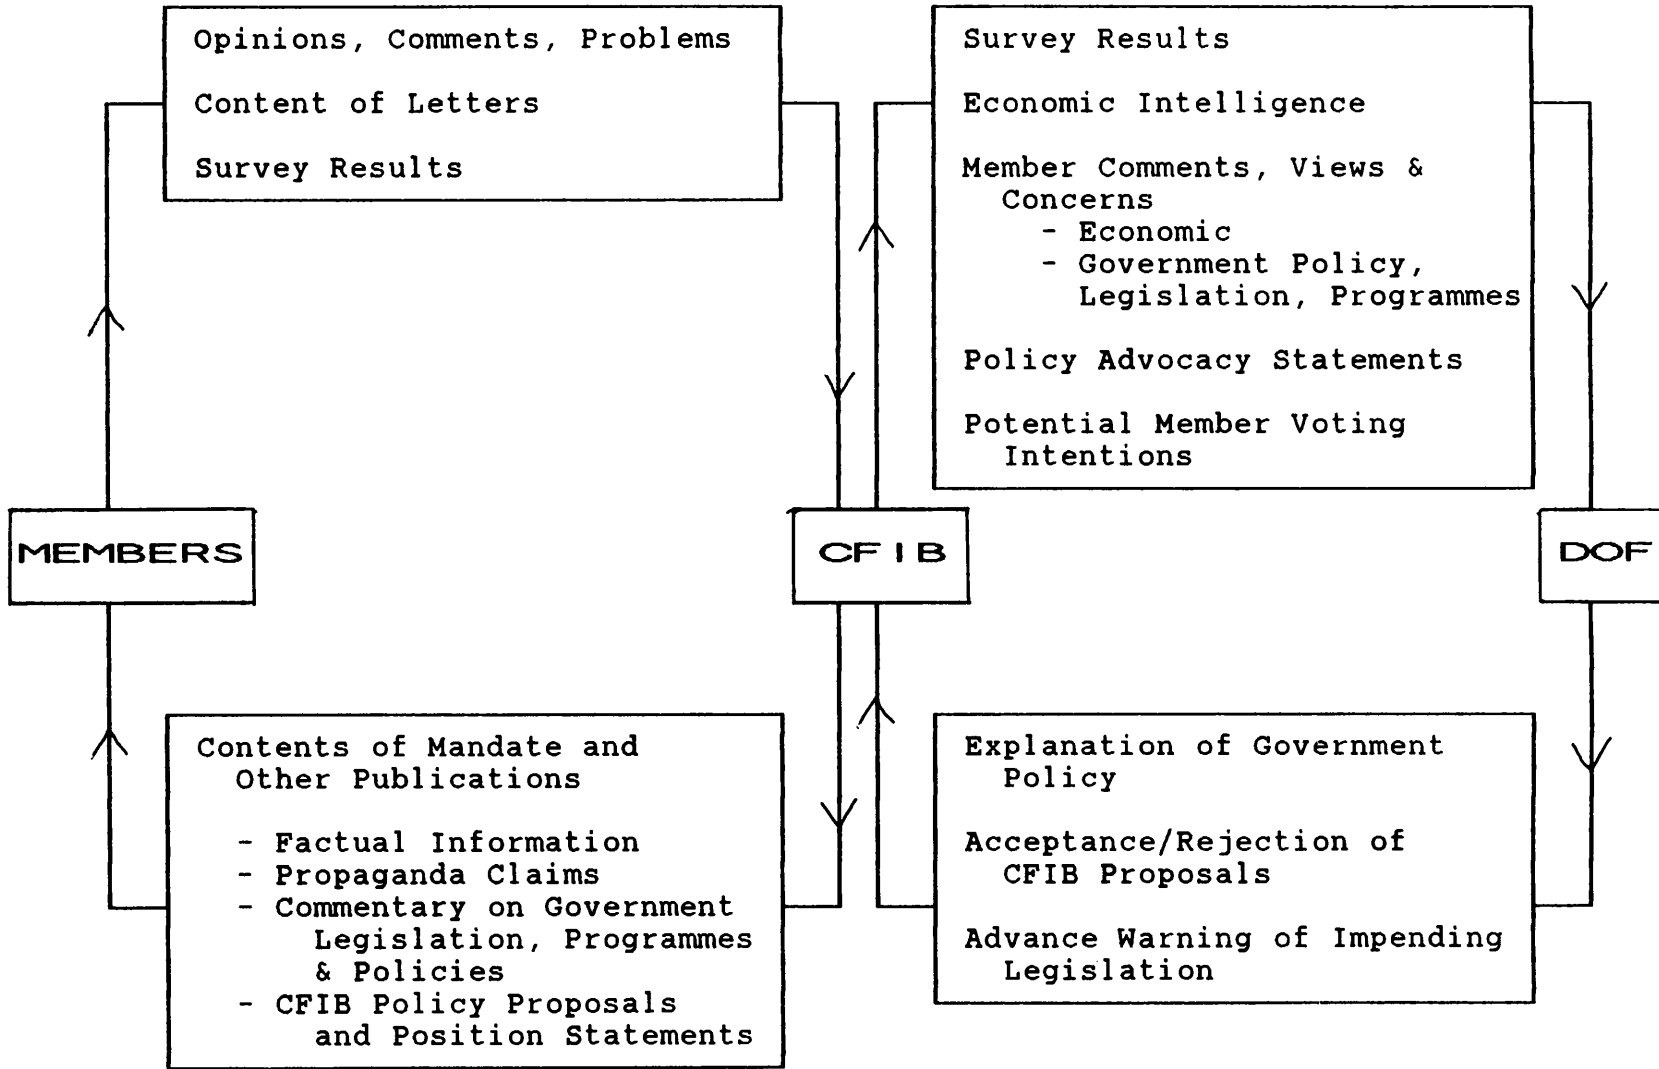 Opinions, Comments, Problems
Content of Letters
Survey Results
Survey Results
Economic Intelligence
Member Comments, Views &
Concerns
- Economic
- Government Policy,
Legislation, Programmes
Policy Advocacy Statements
Potential Member Voting
Intentions
MEMBERS
CFIB
DOF
Contents of Mandate and
Other Publications
- Factual Information
- Propaganda Claims
- Commentary on Government
Legislation, Programmes
& Policies
- CFIB Policy Proposals
and Position Statements
Explanation of Government
Policy
Acceptance/Rejection of
CFIB Proposals
Advance Warning of Impending
Legislation